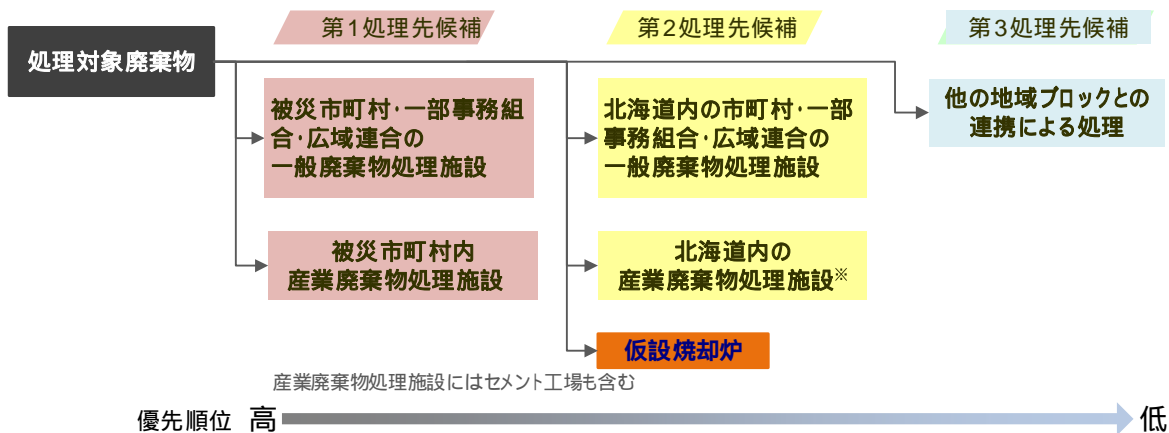 第1処理先候補
第2処理先候補
第3処理先候補
処理対象廃棄物
被災市町村・一部事務組
合・広域連合の
一般廃棄物処理施設
北海道内の市町村・一部
事務組合・広域連合の
一般廃棄物処理施設
他の地域ブロックとの
連携による処理
被災市町村内
産業廃棄物処理施設
北海道内の
産業廃棄物処理施設※
仮設焼却炉
産業廃棄物処理施設にはセメント工場も含む
優先順位 高 低